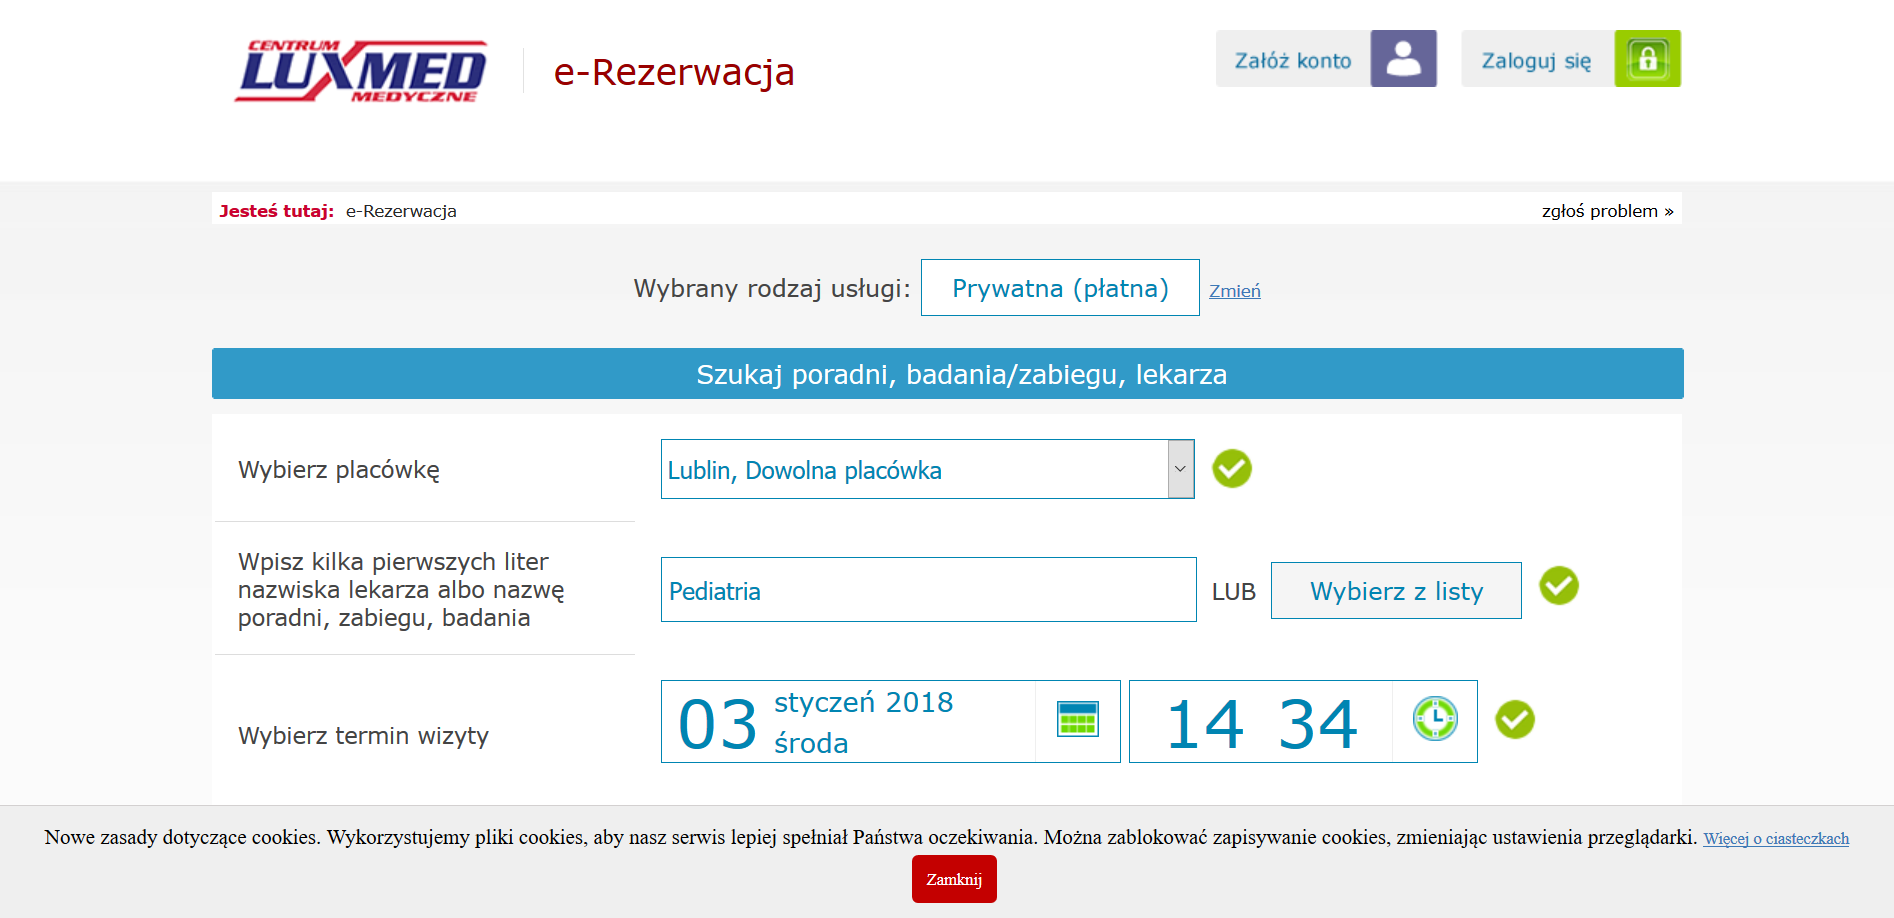 CENTRUM
LUXMED
MEDYCZNE
e-Rezerwacja
Załóż konto
Zaloguj się
Jesteś tutaj: e-Rezerwacja
zgłoś problem »
Wybrany rodzaj usługi: Prywatna (płatna) Zmień
Szukaj poradni, badania/zabiegu, lekarza
Wybierz placówkę
Lublin, Dowolna placówka
Wpisz kilka pierwszych liter
nazwiska lekarza albo nazwę
poradni, zabiegu, badania
Pediatria
LUB
Wybierz z listy
Wybierz termin wizyty
03
styczeń 2018
środa
14 34
Nowe zasady dotyczące cookies. Wykorzystujemy pliki cookies, aby nasz serwis lepiej spełniał Państwa oczekiwania. Można zablokować zapisywanie cookies, zmieniając ustawienia przeglądarki. Więcej o ciasteczkach
Zamknij